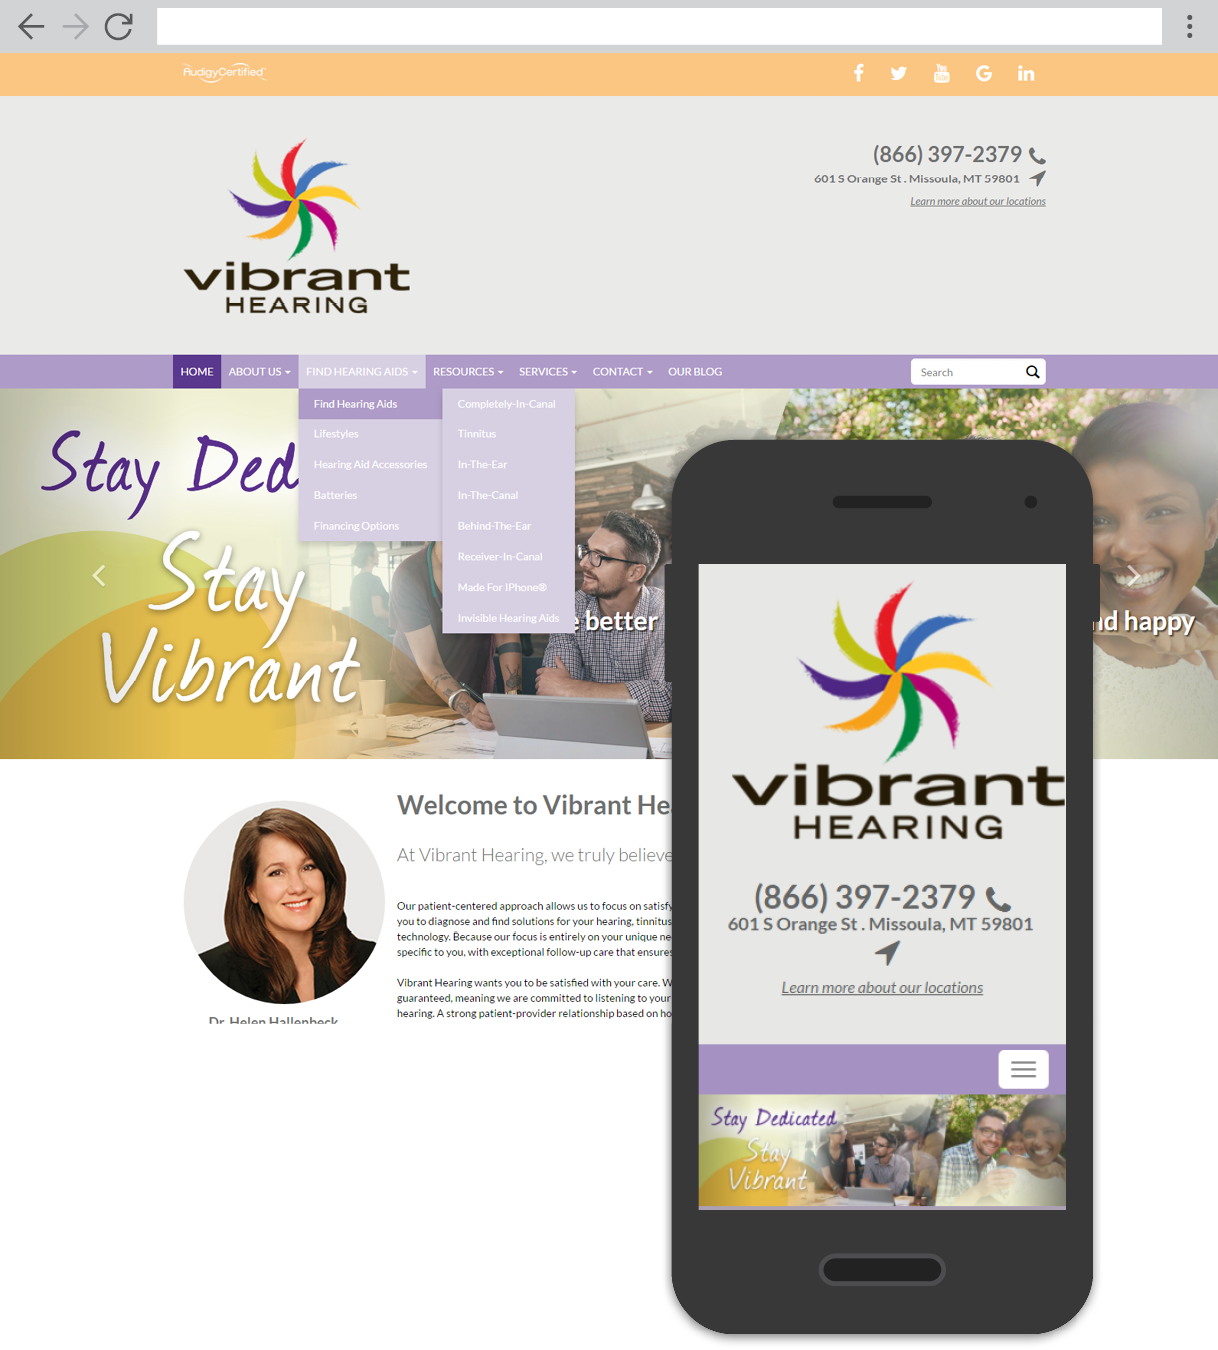 AudigyCertified™
You
(866) 397-2379
601 S Orange St . Missoula, MT 59801
Learn more about our locations
vibrant
HEARING
HOME
ABOUT US
FIND HEARING AIDS
RESOURCES
SERVICES
CONTACT
OUR BLOG
Search
Find Hearing Aids
Lifestyles
Hearing Aid Accessories
Batteries
Financing Options
Completely-In-Canal
Tinnitus
In-The-Ear
In-The-Canal
Behind-The-Ear
Receiver-In-Canal
Made For IPhone®
Invisible Hearing Aids
Stay Ded
Stay
Vibrant
e better
nd happy
Welcome to Vibrant He
At Vibrant Hearing, we truly believe
Our patient-centered approach allows us to focus on satisfy
you to diagnose and find solutions for your hearing, tinnitus
technology. Because our focus is entirely on your unique ne
specific to you, with exceptional follow-up care that ensures
Vibrant Hearing wants you to be satisfied with your care. W
guaranteed, meaning we are committed to listening to your
hearing. A strong patient-provider relationship based on ho
Dr. Helen Hallenbeck
vibrant
HEARING
(866) 397-2379
601 S Orange St . Missoula, MT 59801
Learn more about our locations
Stay Dedicated
Stay
Vibrant